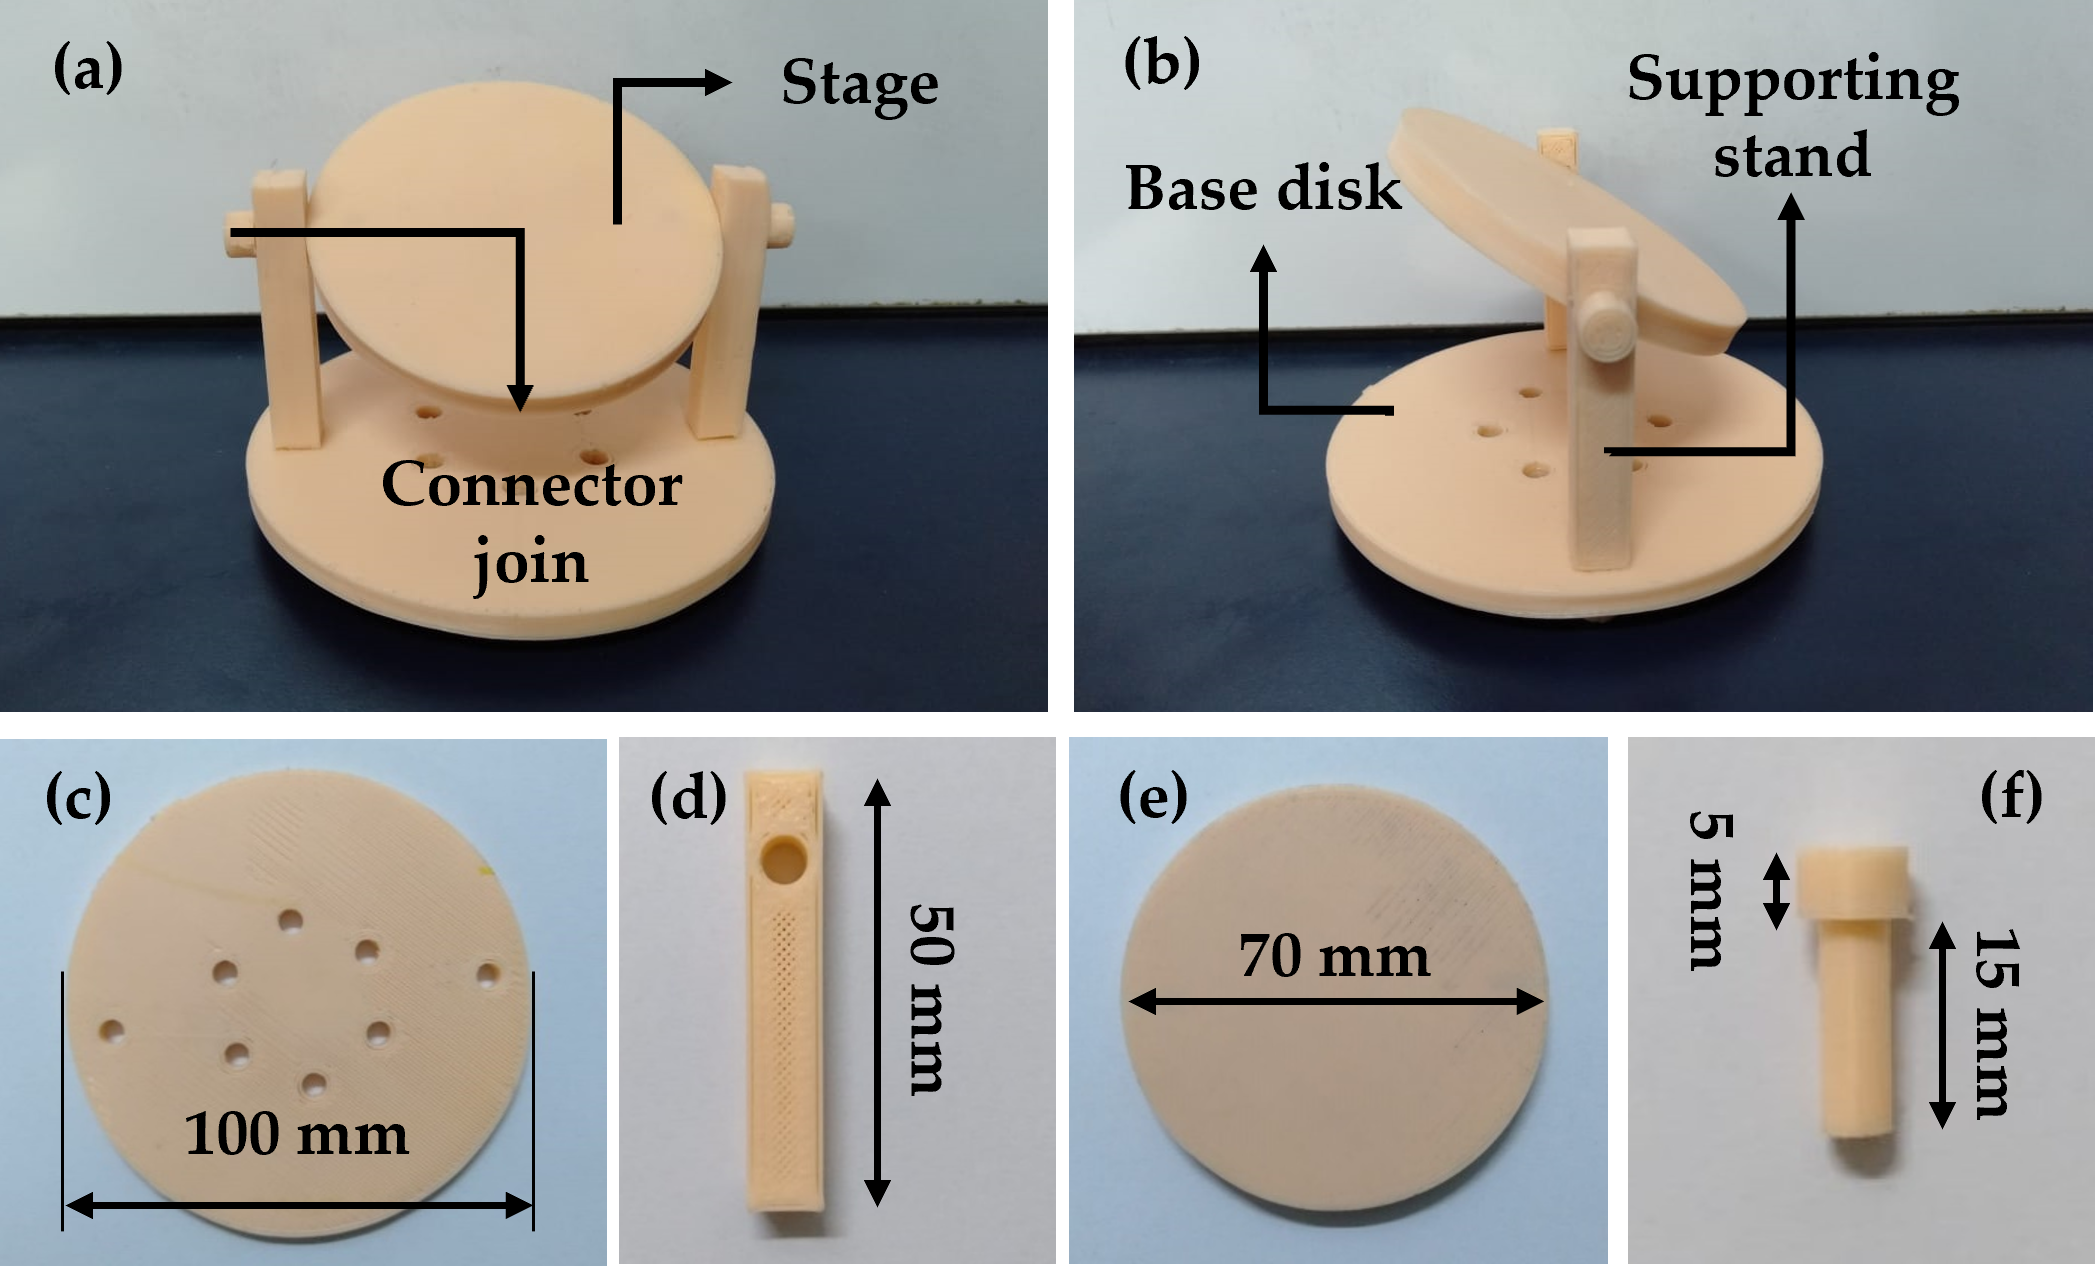 (a)
Stage
Connector
join
(b)
Supporting
stand
Base disk
(c)
100 mm
(d)
50 mm
(e)
70 mm
(f)
5 mm
15 mm